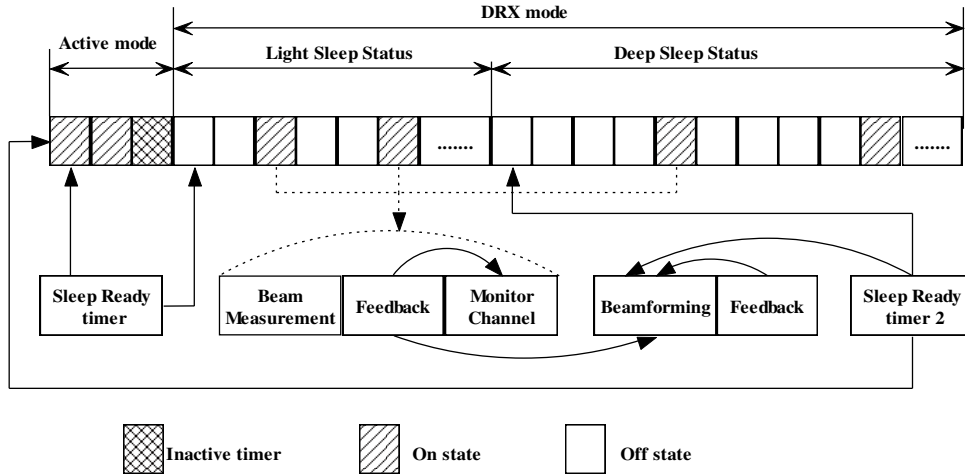 DRX mode
Active mode
Light Sleep Status
Deep Sleep Status
.......
.......
Sleep Ready
timer
Beam
Measurement
Feedback
Monitor
Channel
Beamforming
Feedback
Sleep Ready
timer 2
Inactive timer
On state
Off state